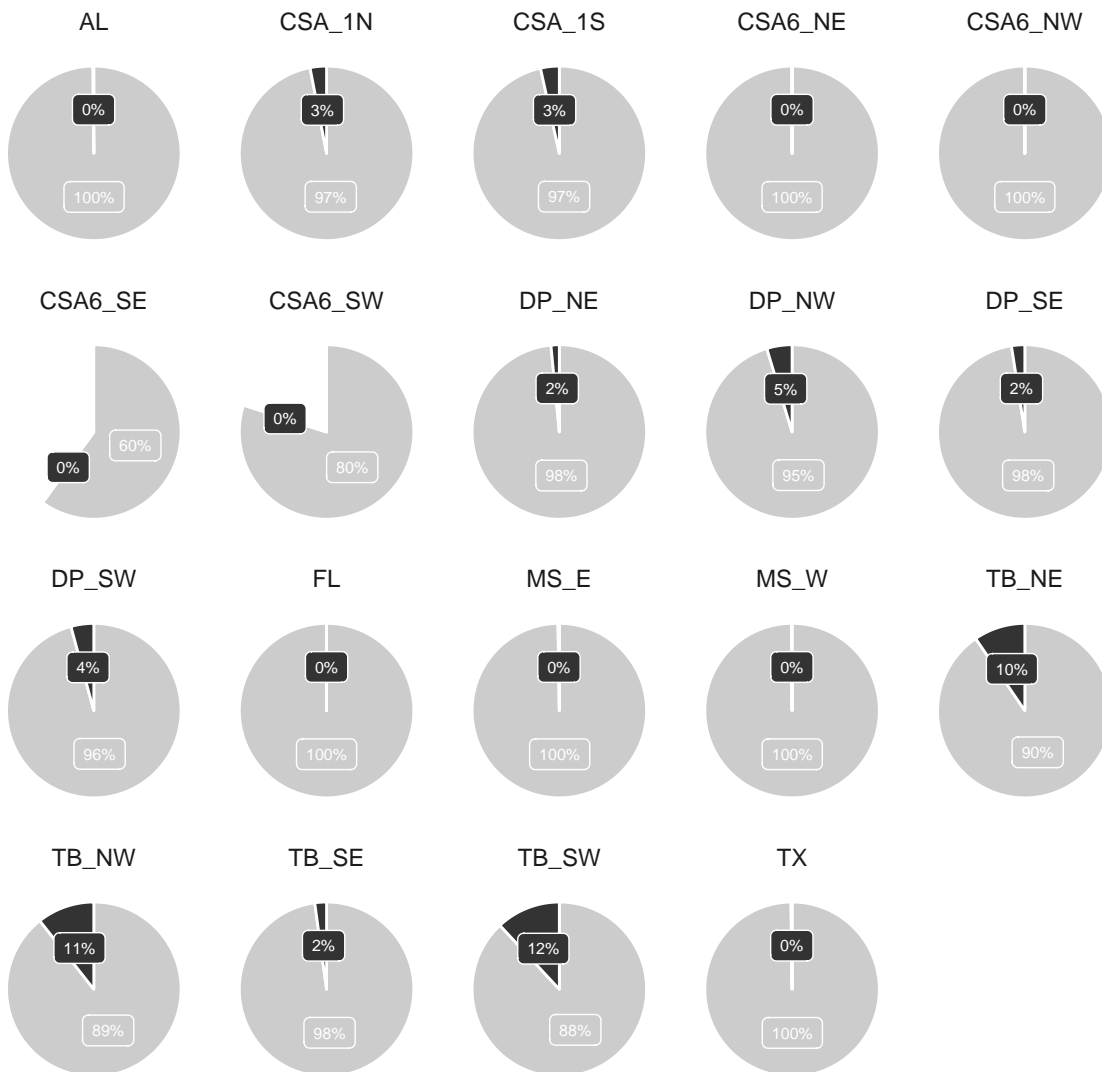 AL CSA_1N CSA_1S CSA6_NE CSA6_NW
0% 3% 3% 0% 0%
100% 97% 97% 100% 100%
CSA6_SE CSA6_SW DP_NE DP_NW DP_SE
0% 0% 2% 5% 2%
60% 80% 98% 95% 98%
DP_SW FL MS_E MS_W TB_NE
4% 0% 0% 0% 10%
96% 100% 100% 100% 90%
TB_NW TB_SE TB_SW TX
11% 2% 12% 0%
89% 98% 88% 100%